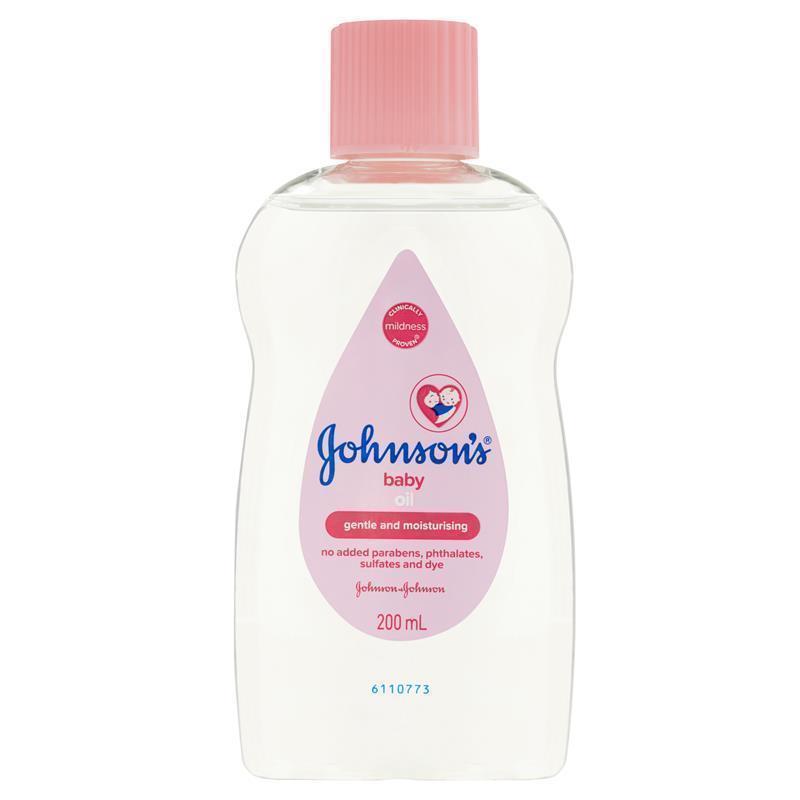 CLINICALLY
mildness
PROVEN®
Johnson's®
baby
oil
gentle and moisturising
no added parabens, phthalates,
sulfates and dye
Johnson & Johnson
200 mL
6110773